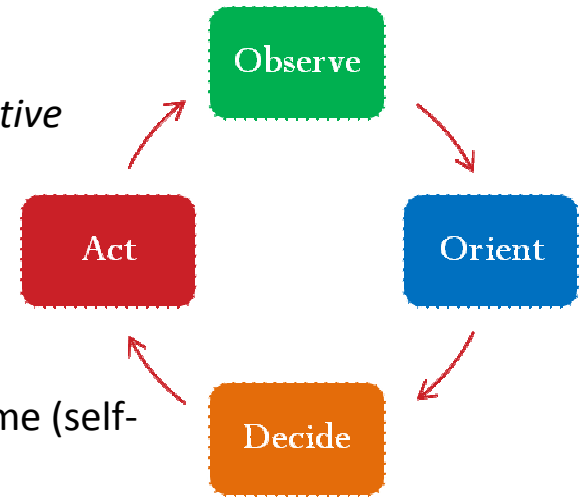 Observe
tive
Act
Orient
me (self-
Decide